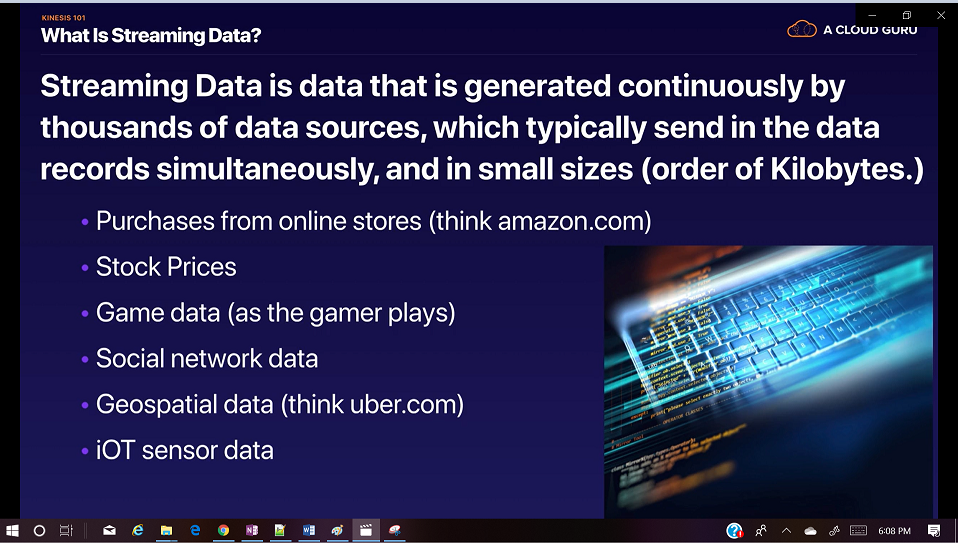 KINESIS 101
What Is Streaming Data?
A CLOUD GURU
Streaming Data is data that is generated continuously by
thousands of data sources, which typically send in the data
records simultaneously, and in small sizes (order of Kilobytes.)
• Purchases from online stores (think amazon.com)
• Stock Prices
• Game data (as the gamer plays)
• Social network data
• Geospatial data (think uber.com)
• iOT sensor data
6:08 PM